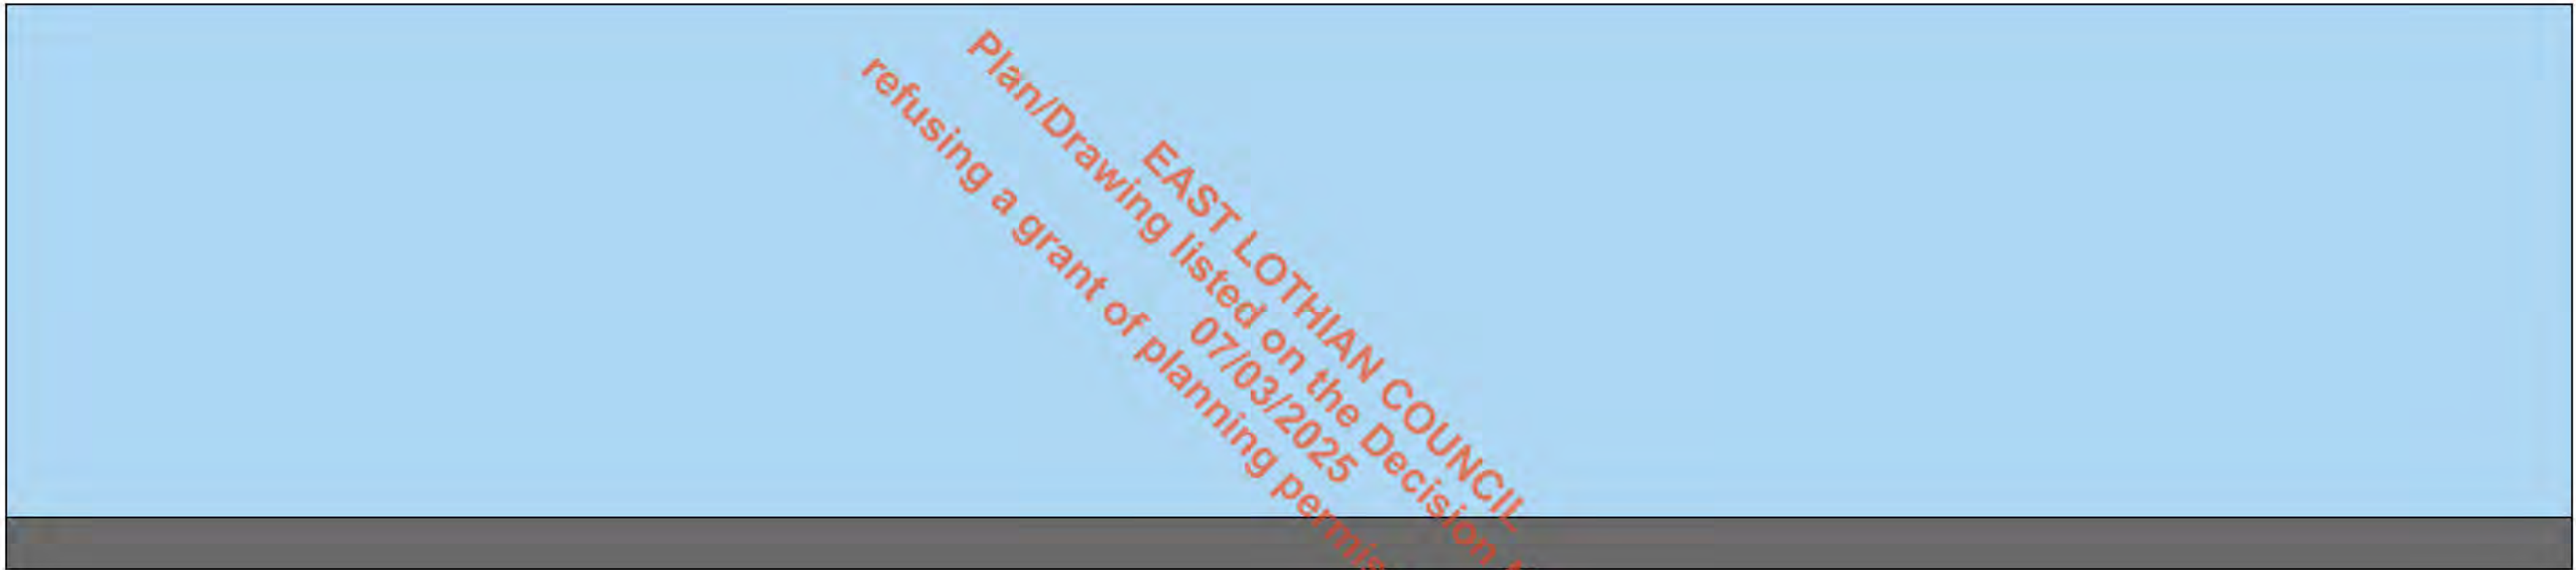 EAST LOTHIAN COUNCIL
Plan/Drawing listed on the Decision
refusing a grant of planning
07/03/2025